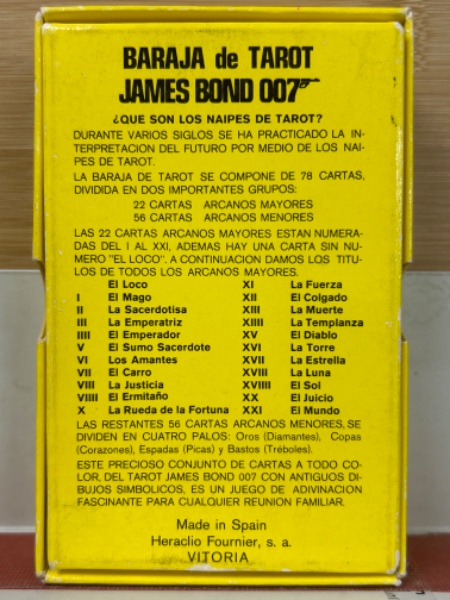 BARAJA de TAROT
JAMES BOND 007
¿QUE SON LOS NAIPES DE TAROT?
DURANTE VARIOS SIGLOS SE HA PRACTICADO LA IN-
TERPRETACION DEL FUTURO POR MEDIO DE LOS NAI-
PES DE TAROT.
LA BARAJA DE TAROT SE COMPONE DE 78 CARTAS,
DIVIDIDA EN DOS IMPORTANTES GRUPOS:
22 CARTAS ARCANOS MAYORES
56 CARTAS ARCANOS MENORES
LAS 22 CARTAS ARCANOS MAYORES ESTAN NUMERA-
DAS DEL I AL XXI, ADEMAS HAY UNA CARTA SIN NU-
MERO "EL LOCO". A CONTINUACION DAMOS LOS TITU-
LOS DE TODOS LOS ARCANOS MAYORES.
El Loco XI La Fuerza
I El Mago XII El Colgado
II La Sacerdotisa XIII La Muerte
III La Emperatriz XIIII La Templanza
IIII El Emperador XV El Diablo
V El Sumo Sacerdote XVI La Torre
VI Los Amantes XVII La Estrella
VII El Carro XVIII La Luna
VIII La Justicia XVIIII El Sol
VIIII El Ermitaño XX El Juicio
X La Rueda de la Fortuna XXI El Mundo
LAS RESTANTES 56 CARTAS ARCANOS MENORES, SE
DIVIDEN EN CUATRO PALOS: Oros (Diamantes), Copas
(Corazones), Espadas (Picas) y Bastos (Tréboles).
ESTE PRECIOSO CONJUNTO DE CARTAS A TODO CO-
LOR, DEL TAROT JAMES BOND 007 CON ANTIGUOS DI-
BUJOS SIMBOLICOS, ES UN JUEGO DE ADIVINACION
FASCINANTE PARA CUALQUIER REUNION FAMILIAR.
Made in Spain
Heraclio Fournier, s. a.
VITORIA